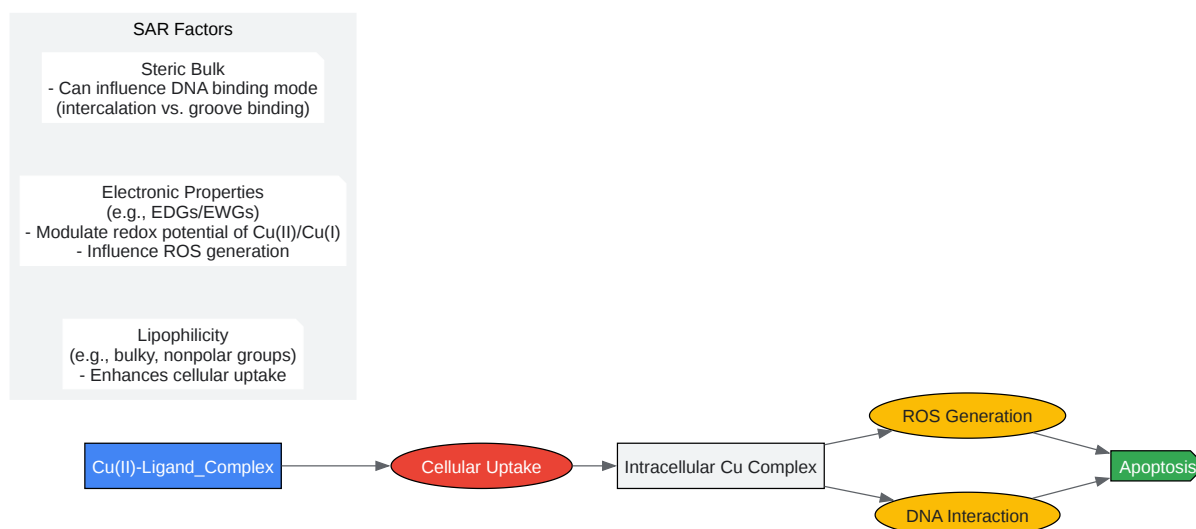 SAR Factors
Steric Bulk
- Can influence DNA binding mode
(intercalation vs. groove binding)
Electronic Properties
(e.g., EDGs/EWGs)
- Modulate redox potential of Cu(II)/Cu(I)
- Influence ROS generation
Lipophilicity
(e.g., bulky, nonpolar groups)
- Enhances cellular uptake
Cu(II)-Ligand_Complex
Cellular Uptake
Intracellular Cu Complex
ROS Generation
DNA Interaction
Apoptosis